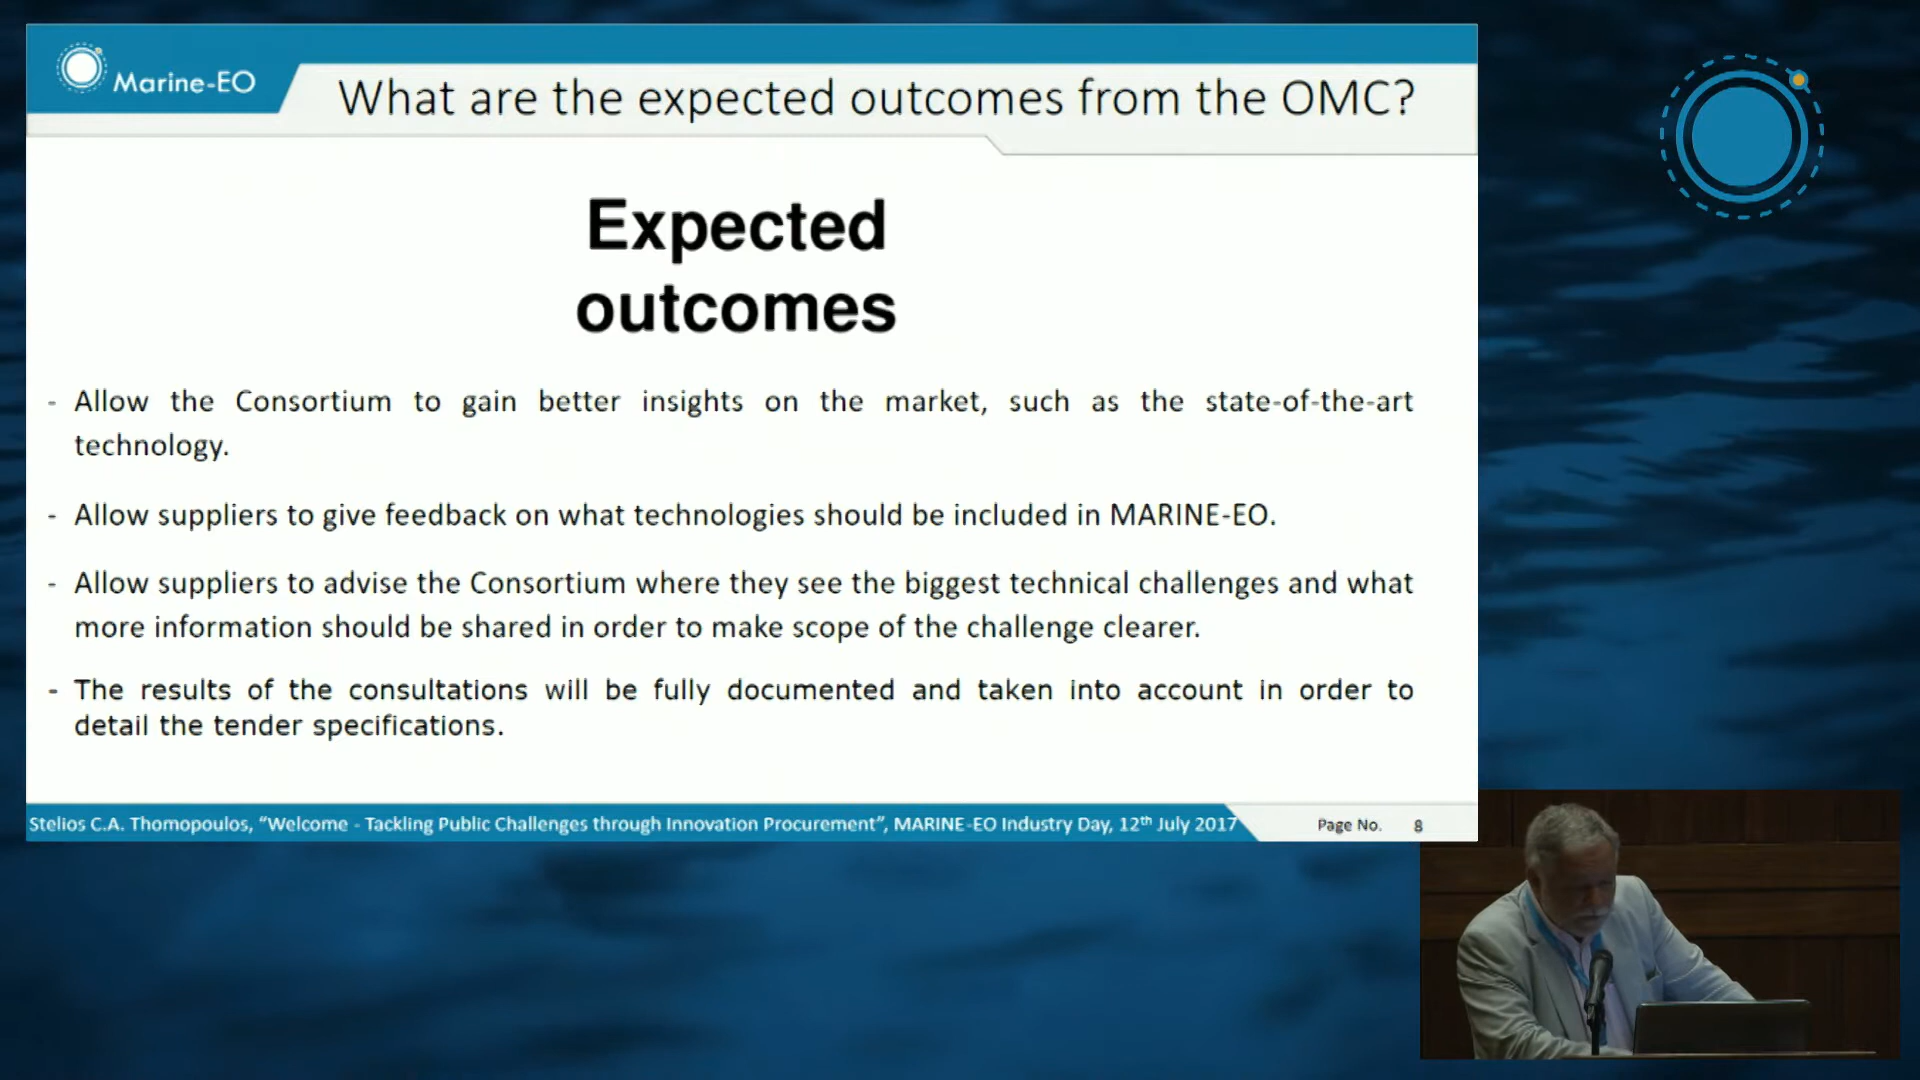 Marine-EO
What are the expected outcomes from the OMC?
Expected
outcomes
- Allow the Consortium to gain better insights on the market, such as the state-of-the-art
technology.
- Allow suppliers to give feedback on what technologies should be included in MARINE-EO.
- Allow suppliers to advise the Consortium where they see the biggest technical challenges and what
more information should be shared in order to make scope of the challenge clearer.
- The results of the consultations will be fully documented and taken into account in order to
detail the tender specifications.
Stelios C.A. Thomopoulos, “Welcome - Tackling Public Challenges through Innovation Procurement”, MARINE-EO Industry Day, 12th July 2017
Page No. 8